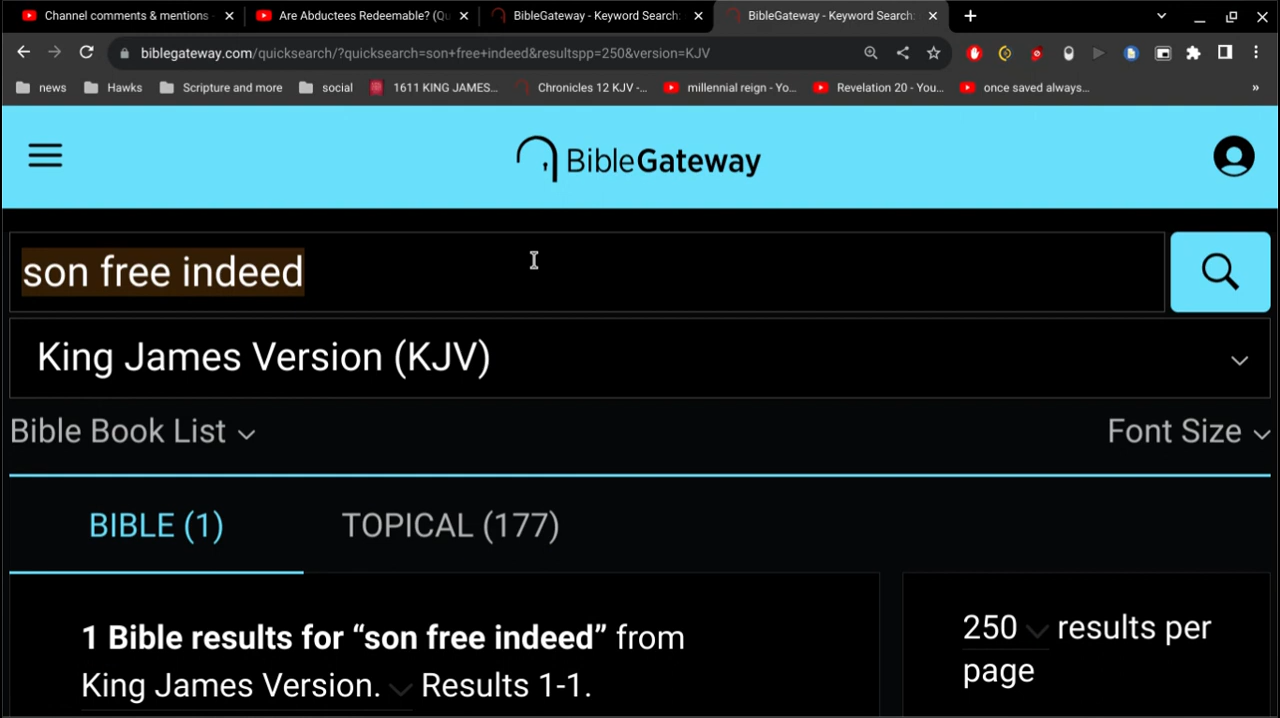 Channel comments & mentions
Are Abductees Redeemable? (Qu
BibleGateway - Keyword Search:
BibleGateway - Keyword Search:
biblegateway.com/quicksearch/?quicksearch=son+free+indeed&resultspp=250&version=KJV
news
Hawks
Scripture and more
social
1611 KING JAMES...
Chronicles 12 KJV -...
millennial reign - Yo...
Revelation 20 - You...
once saved always...
»
BibleGateway
son free indeed
King James Version (KJV)
Bible Book List
Font Size
BIBLE (1)
TOPICAL (177)
1 Bible results for “son free indeed” from
King James Version. Results 1-1.
250 results per
page